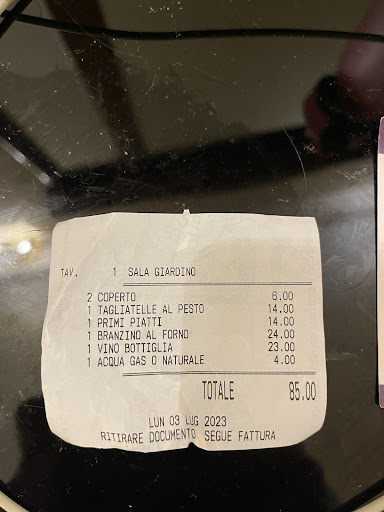 TAV. 1 SALA GIARDINO
2 COPERTO 6.00
1 TAGLIATELLE AL PESTO 14.00
1 PRIMI PIATTI 14.00
1 BRANZINO AL FORNO 24.00
1 VINO BOTTIGLIA 23.00
1 ACQUA GAS O NATURALE 4.00
TOTALE 85.00
LUN 03 LUG 2023
RITIRARE DOCUMENTO SEGUE FATTURA